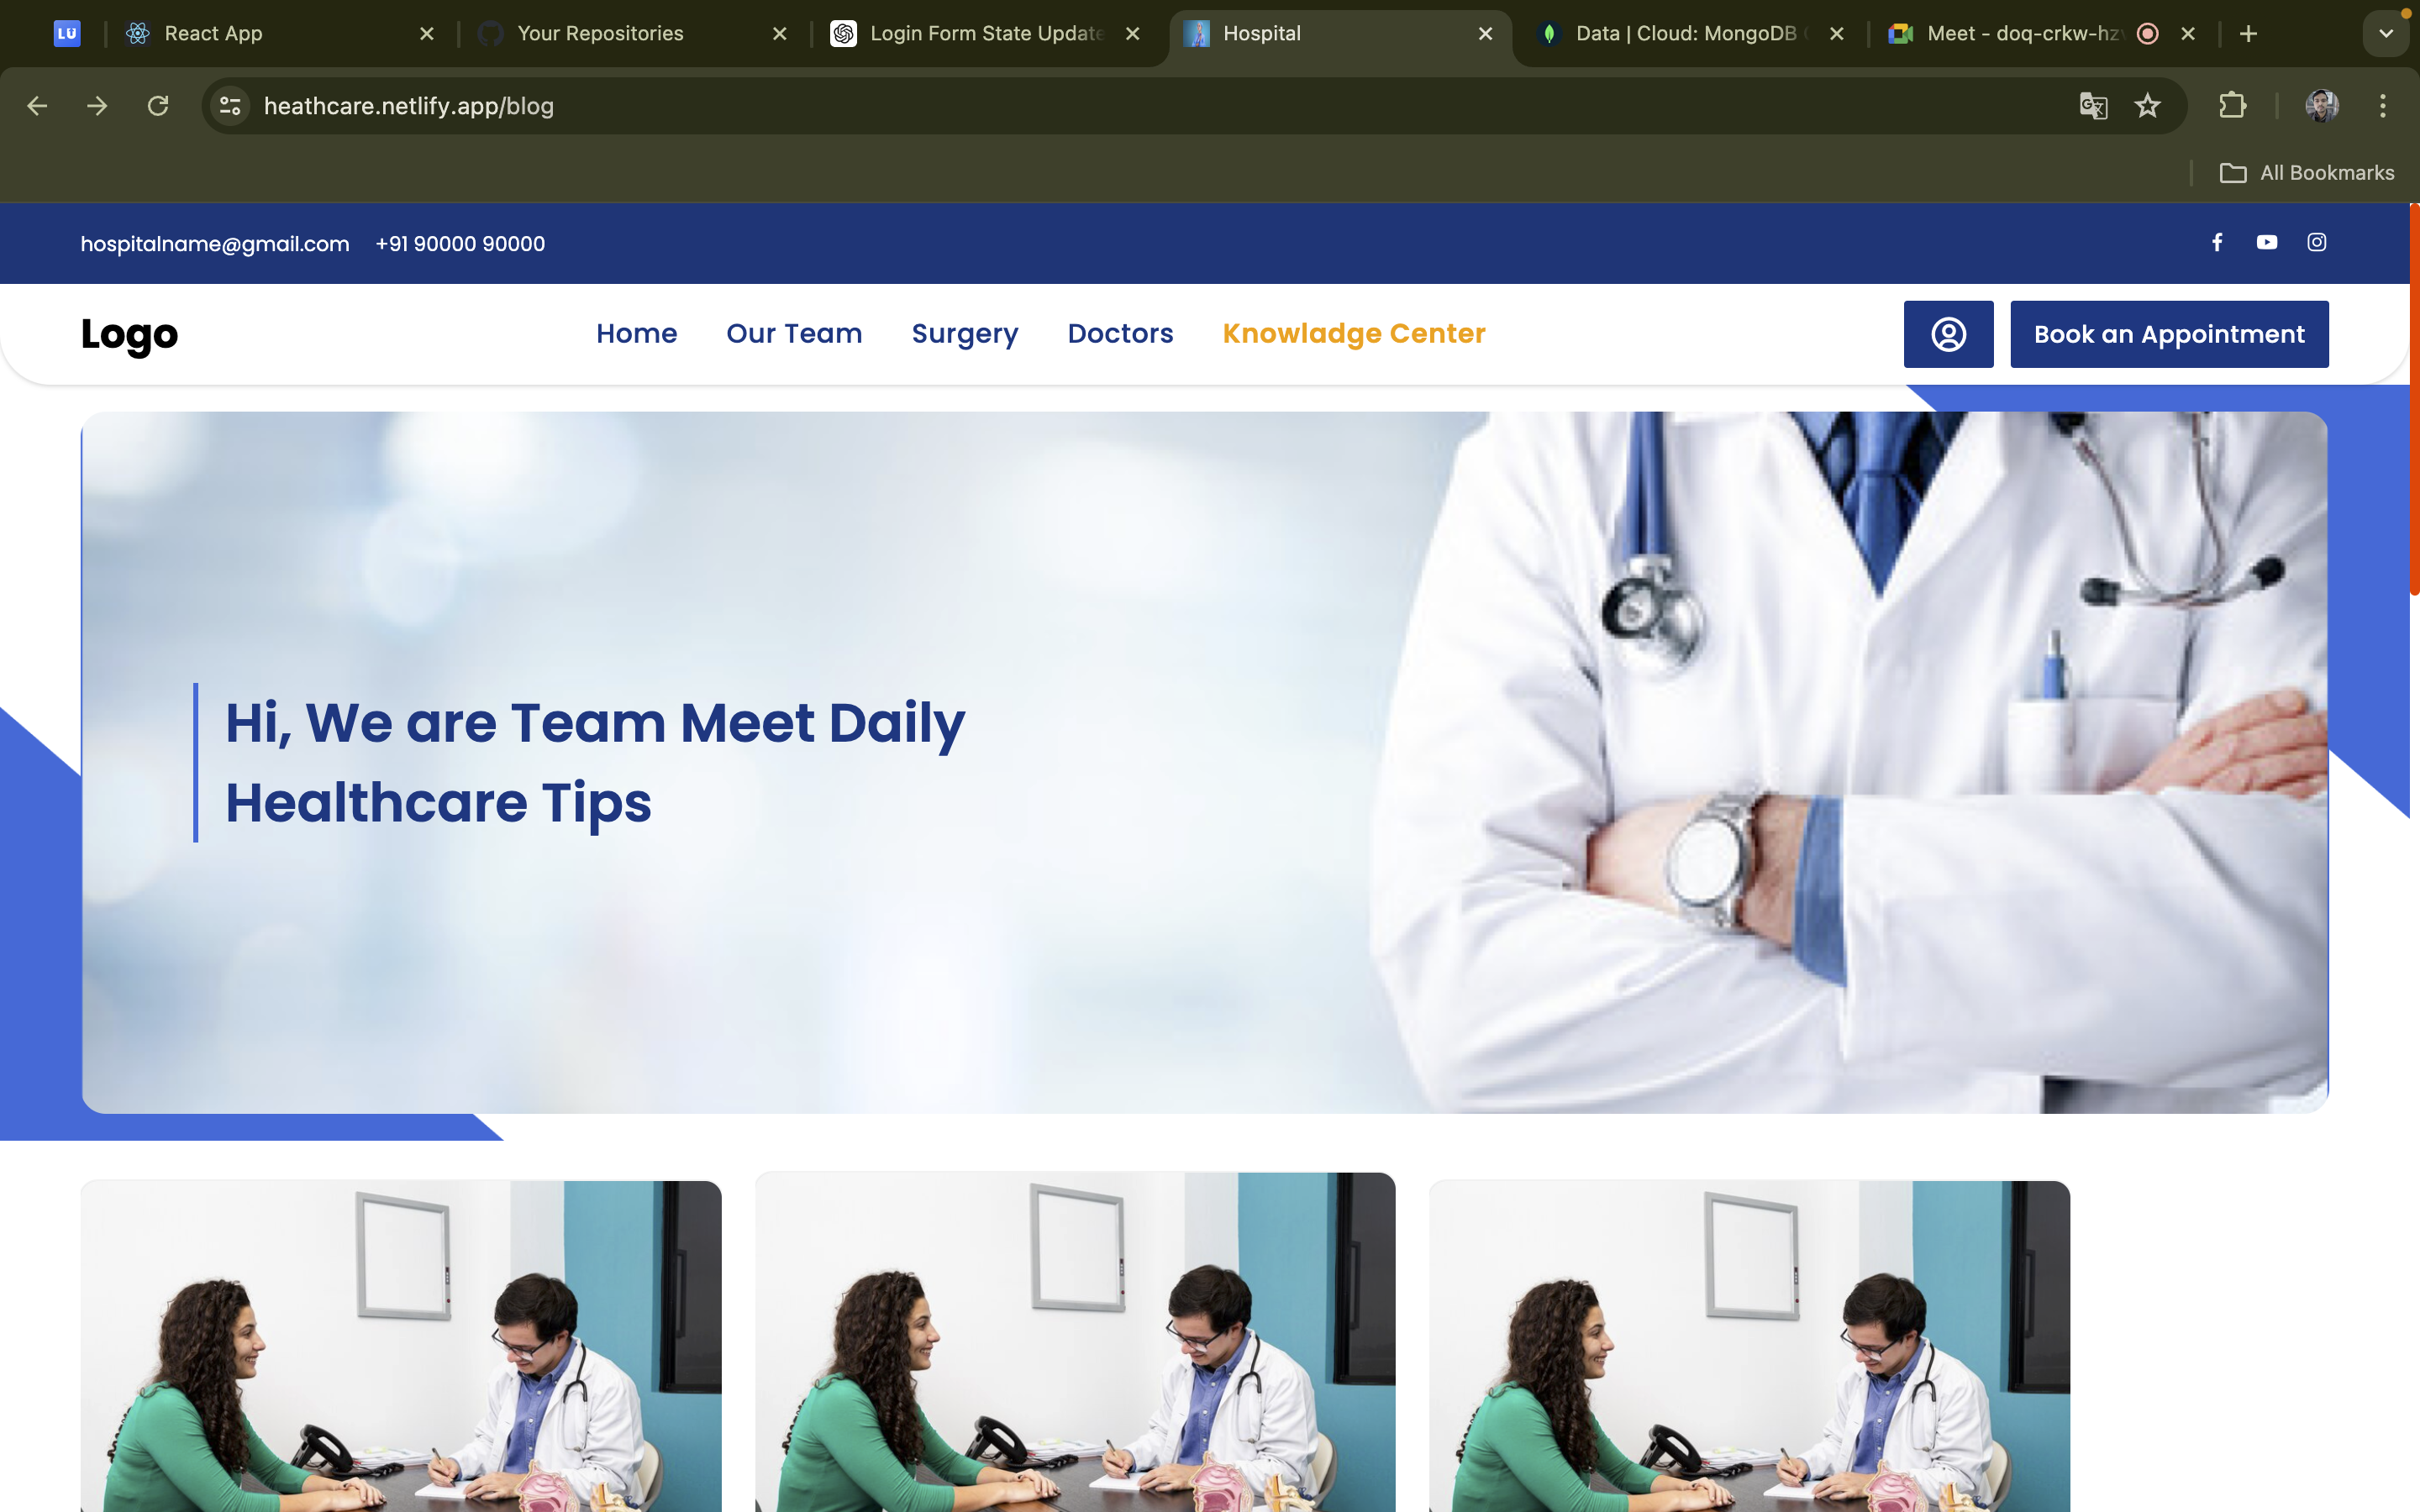 LU
React App
Your Repositories
Login Form State Update
Hospital
Data | Cloud: MongoDB
Meet - doq-crkw-hz
heathcare.netlify.app/blog
All Bookmarks
hospitalname@gmail.com +91 90000 90000
Logo
Home Our Team Surgery Doctors Knowladge Center
Book an Appointment
Hi, We are Team Meet Daily
Healthcare Tips